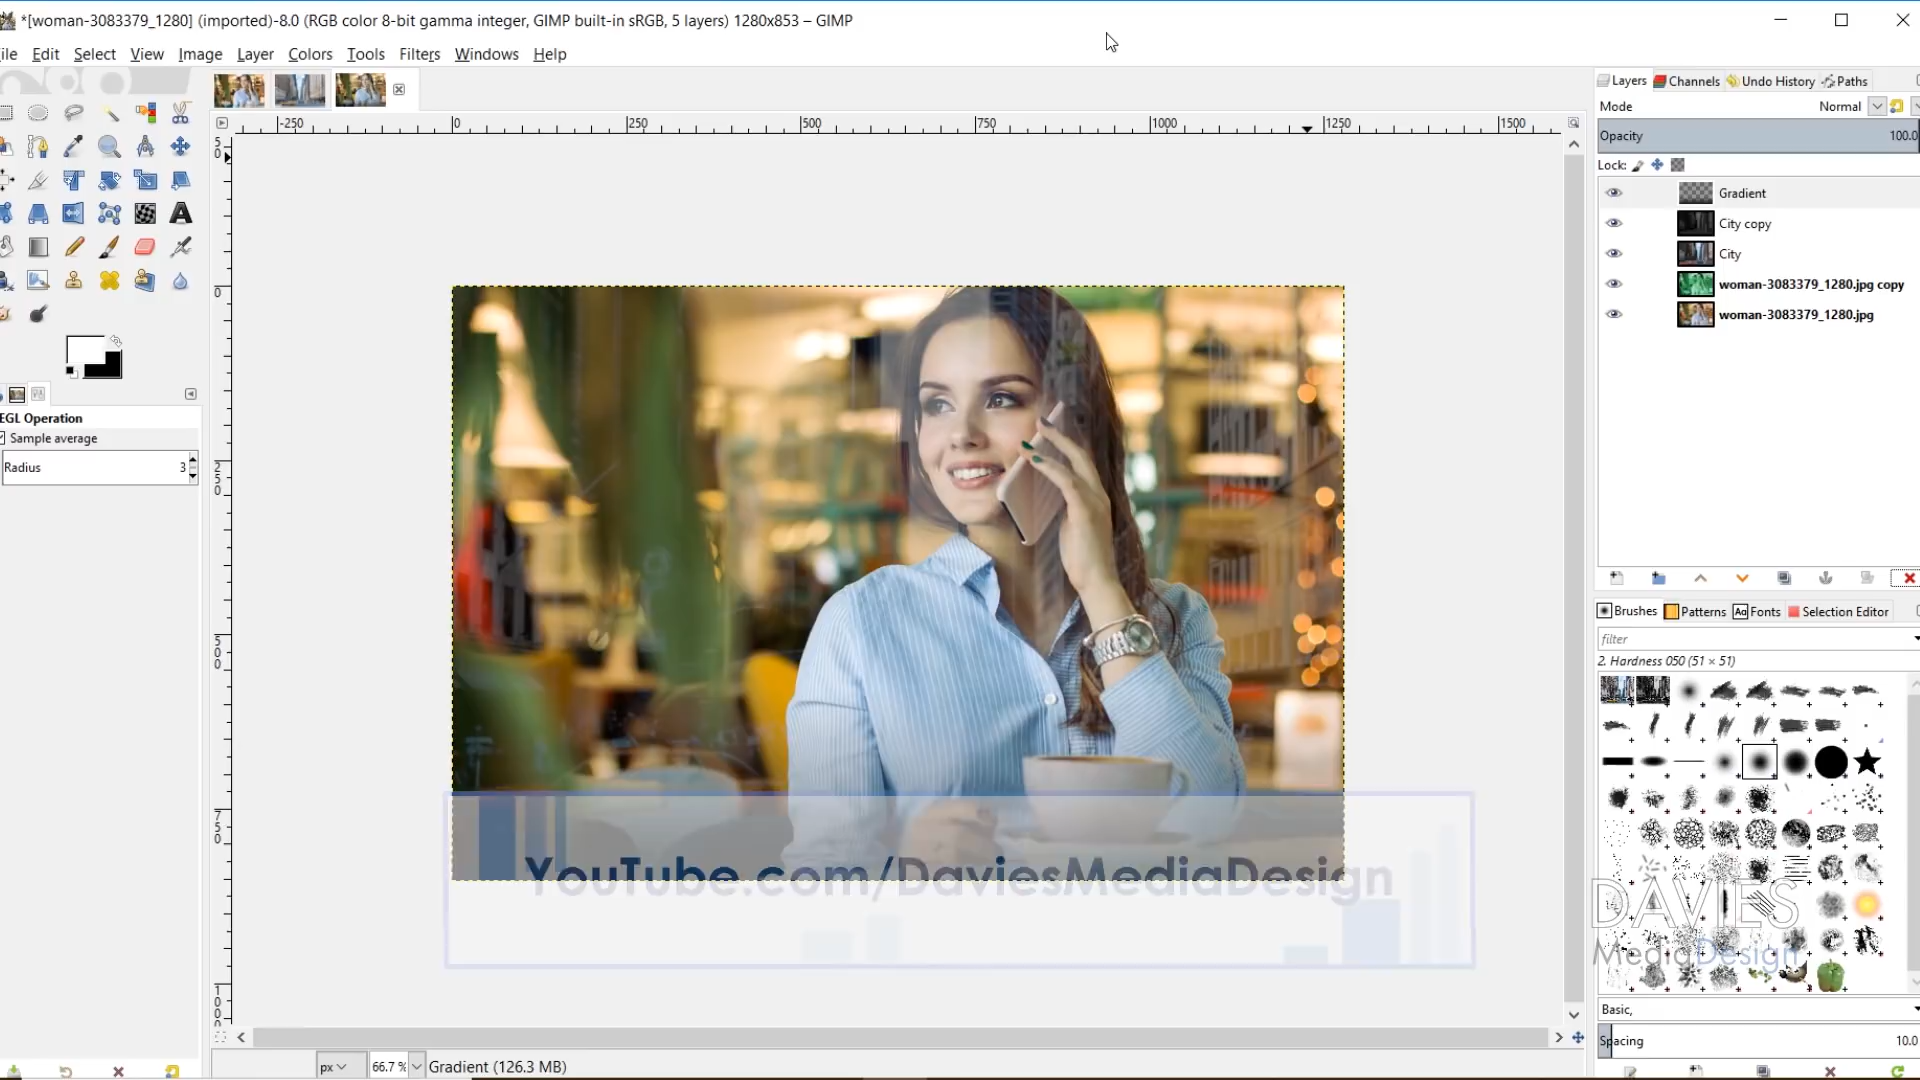 *[woman-3083379_1280] (imported)-8.0 (RGB color 8-bit gamma integer, GIMP built-in sRGB, 5 layers) 1280x853 – GIMP
ile Edit Select View Image Layer Colors Tools Filters Windows Help
Layers Channels Undo History Paths
Mode Normal
-250 0 250 500 750 1000 1250 1500
Opacity 100.0
Lock:
Gradient
City copy
City
woman-3083379_1280.jpg copy
woman-3083379_1280.jpg
EGL Operation
Sample average
Radius 3
0
250
500
750
Brushes Patterns Fonts Selection Editor
filter
2. Hardness 050 (51 × 51)
YouTube.com/DaviesMediaDesign
DAVIES
MediaDesign
Basic,
Spacing 10.0
px 66.7 % Gradient (126.3 MB)